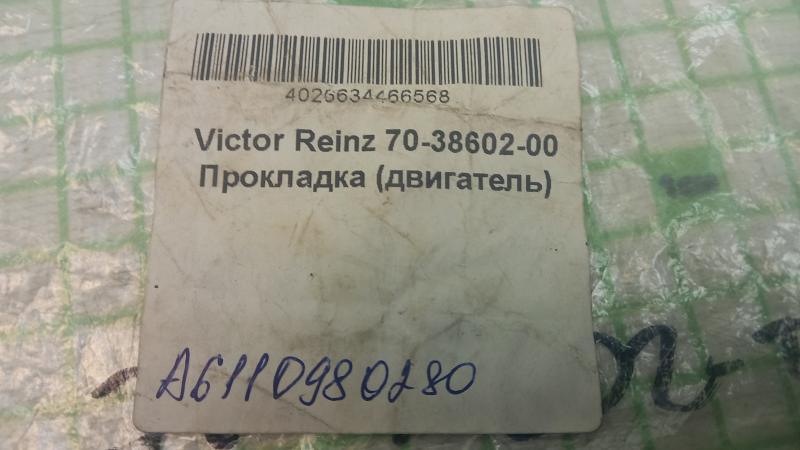 4026634466568
Victor Reinz 70-38602-00
Прокладка (двигатель)
A6110980280